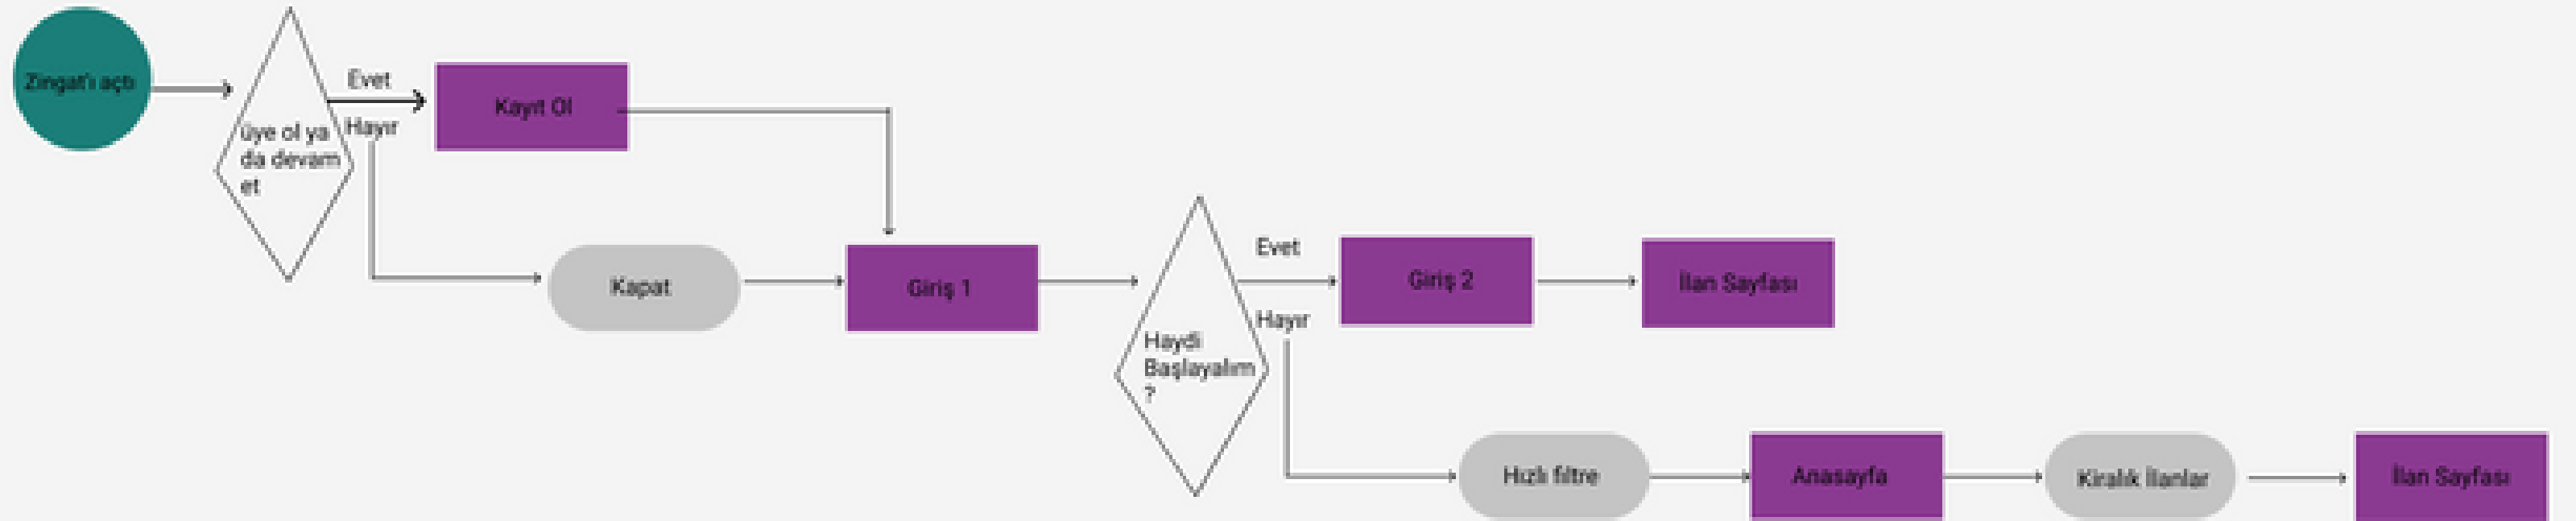 Zingat'ı açtı
üye ol ya
da devam
et
Evet
Hayır
Kayıt Ol
Kapat
Giriş 1
Haydi
Başlayalım
?
Evet
Hayır
Giriş 2
İlan Sayfası
Hızlı filtre
Anasayfa
Kiralık İlanlar
İlan Sayfası